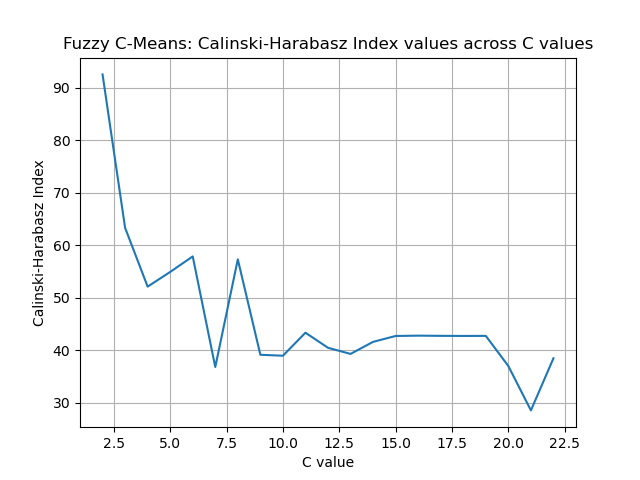 Fuzzy C-Means: Calinski-Harabasz Index values across C values
Calinski-Harabasz Index
90
80
70
60
50
40
30
2.5 5.0 7.5 10.0 12.5 15.0 17.5 20.0 22.5
C value